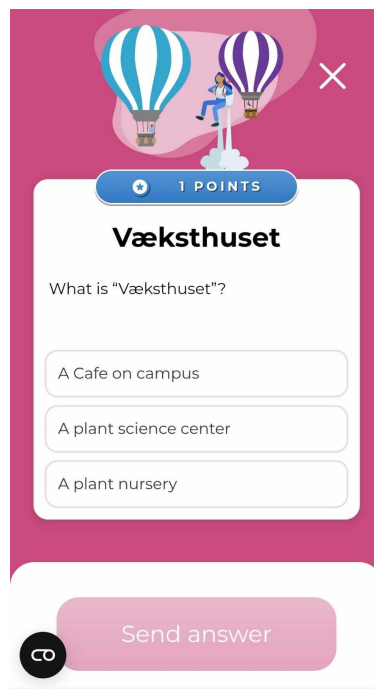 1 POINTS
Væksthuset
What is “Væksthuset”?
A Cafe on campus
A plant science center
A plant nursery
Send answer